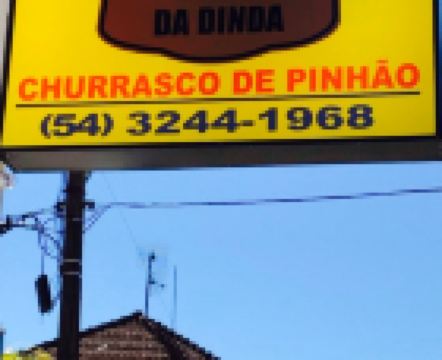 DA DINDA
CHURRASCO DE PINHÃO
(54) 3244-1968